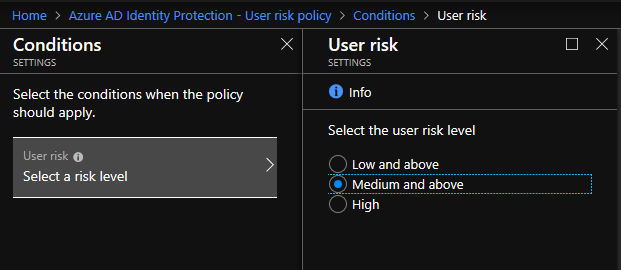 Home > Azure AD Identity Protection - User risk policy > Conditions > User risk
Conditions
SETTINGS
Select the conditions when the policy
should apply.
User risk
Select a risk level
User risk
SETTINGS
Info
Select the user risk level
Low and above
Medium and above
High